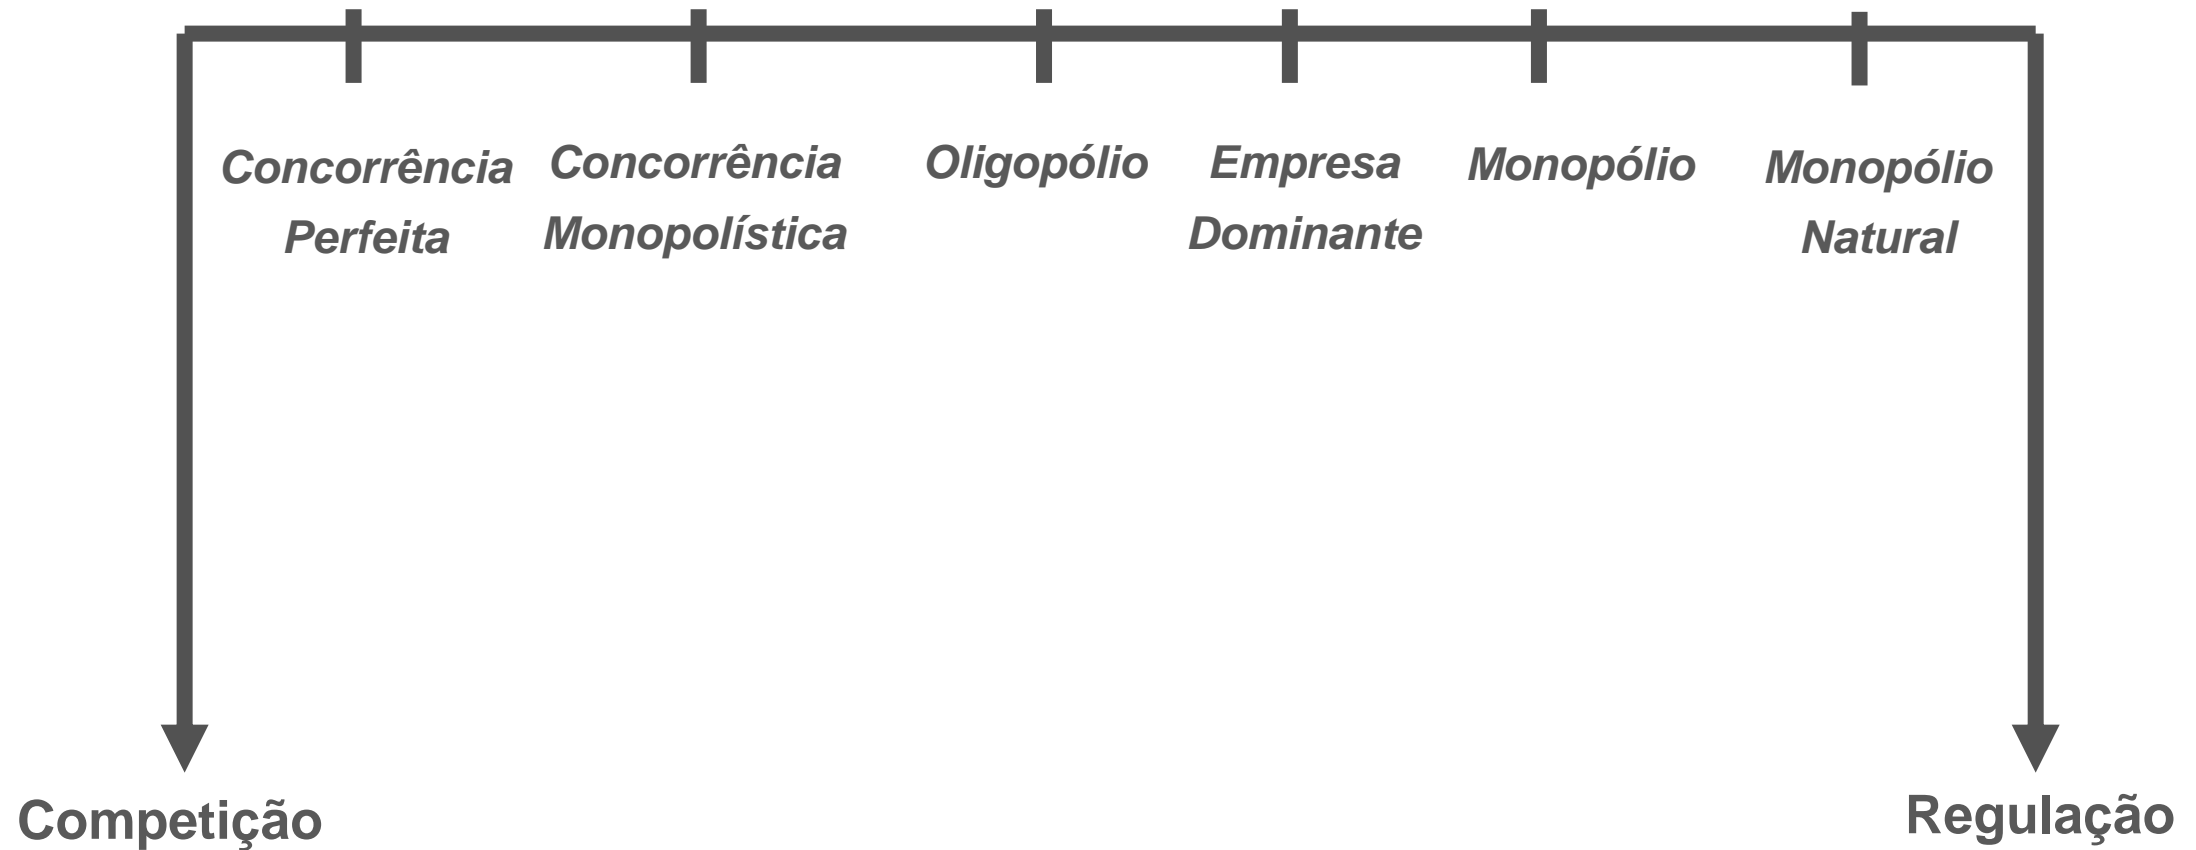 Concorrência
Perfeita
Concorrência
Monopolística
Oligopólio
Empresa
Dominante
Monopólio
Monopólio
Natural
Competição
Regulação